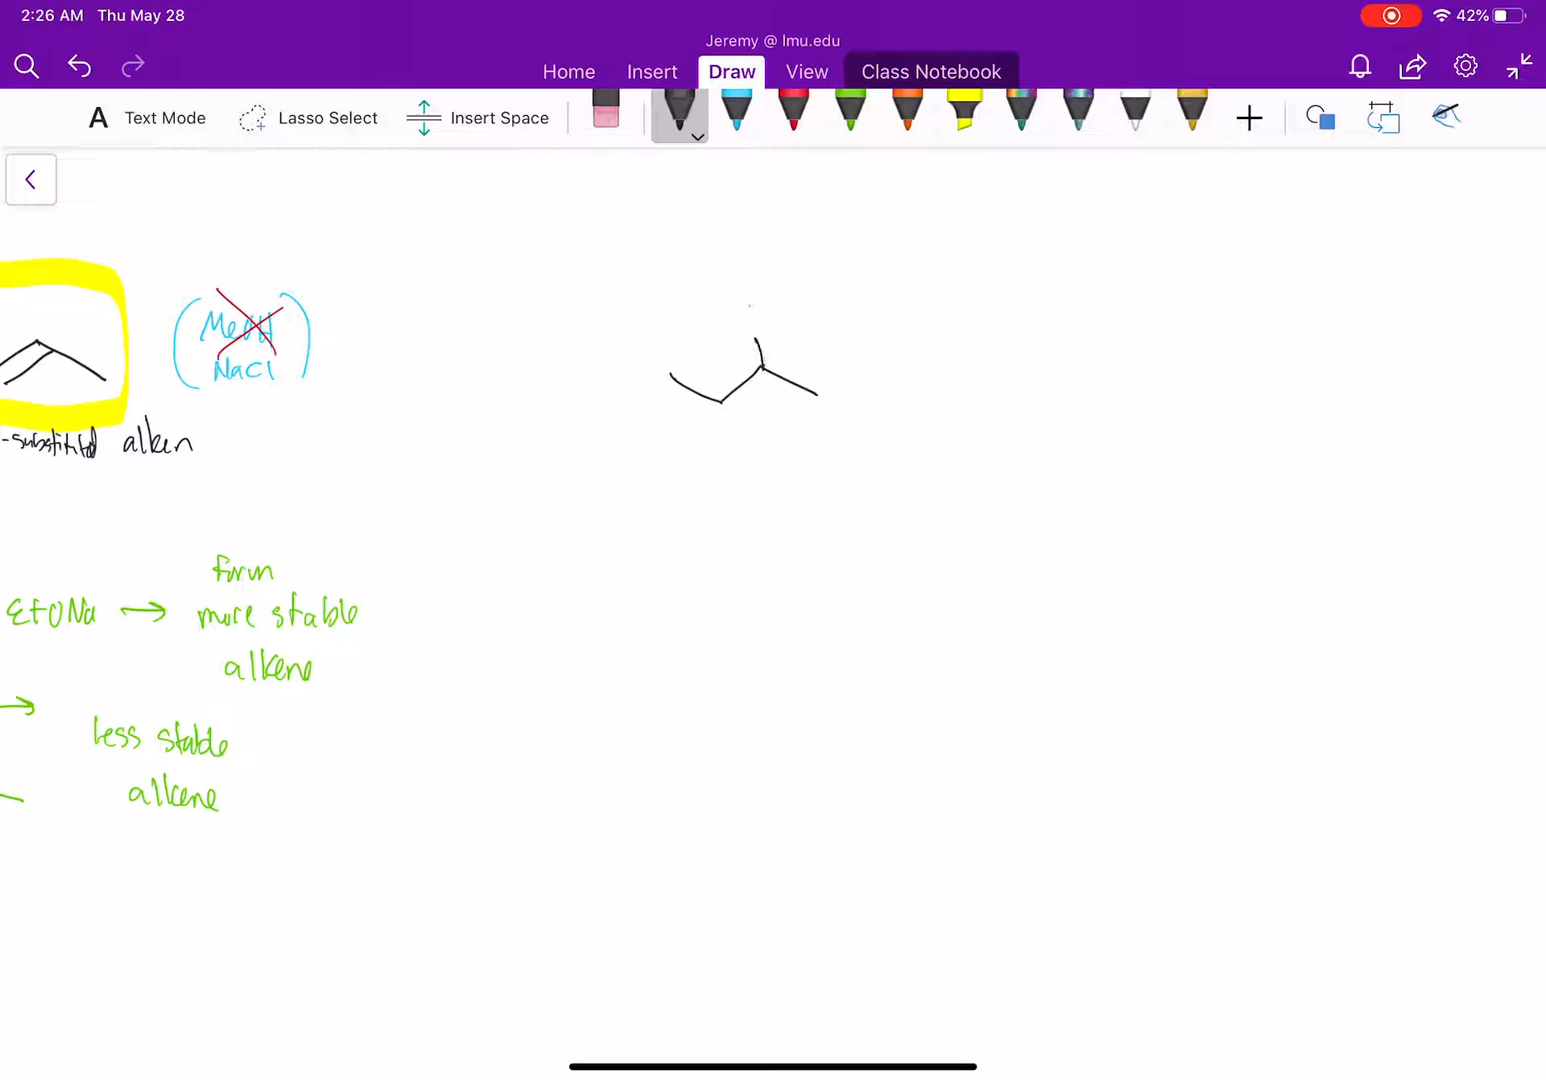 2:26 AM Thu May 28
42%
Jeremy @ lmu.edu
Home Insert Draw View Class Notebook
A Text Mode Lasso Select Insert Space
(MeOH
NaCl)
-substitted alken
form
EtONa → more stable
alkene
→ less stable
alkene